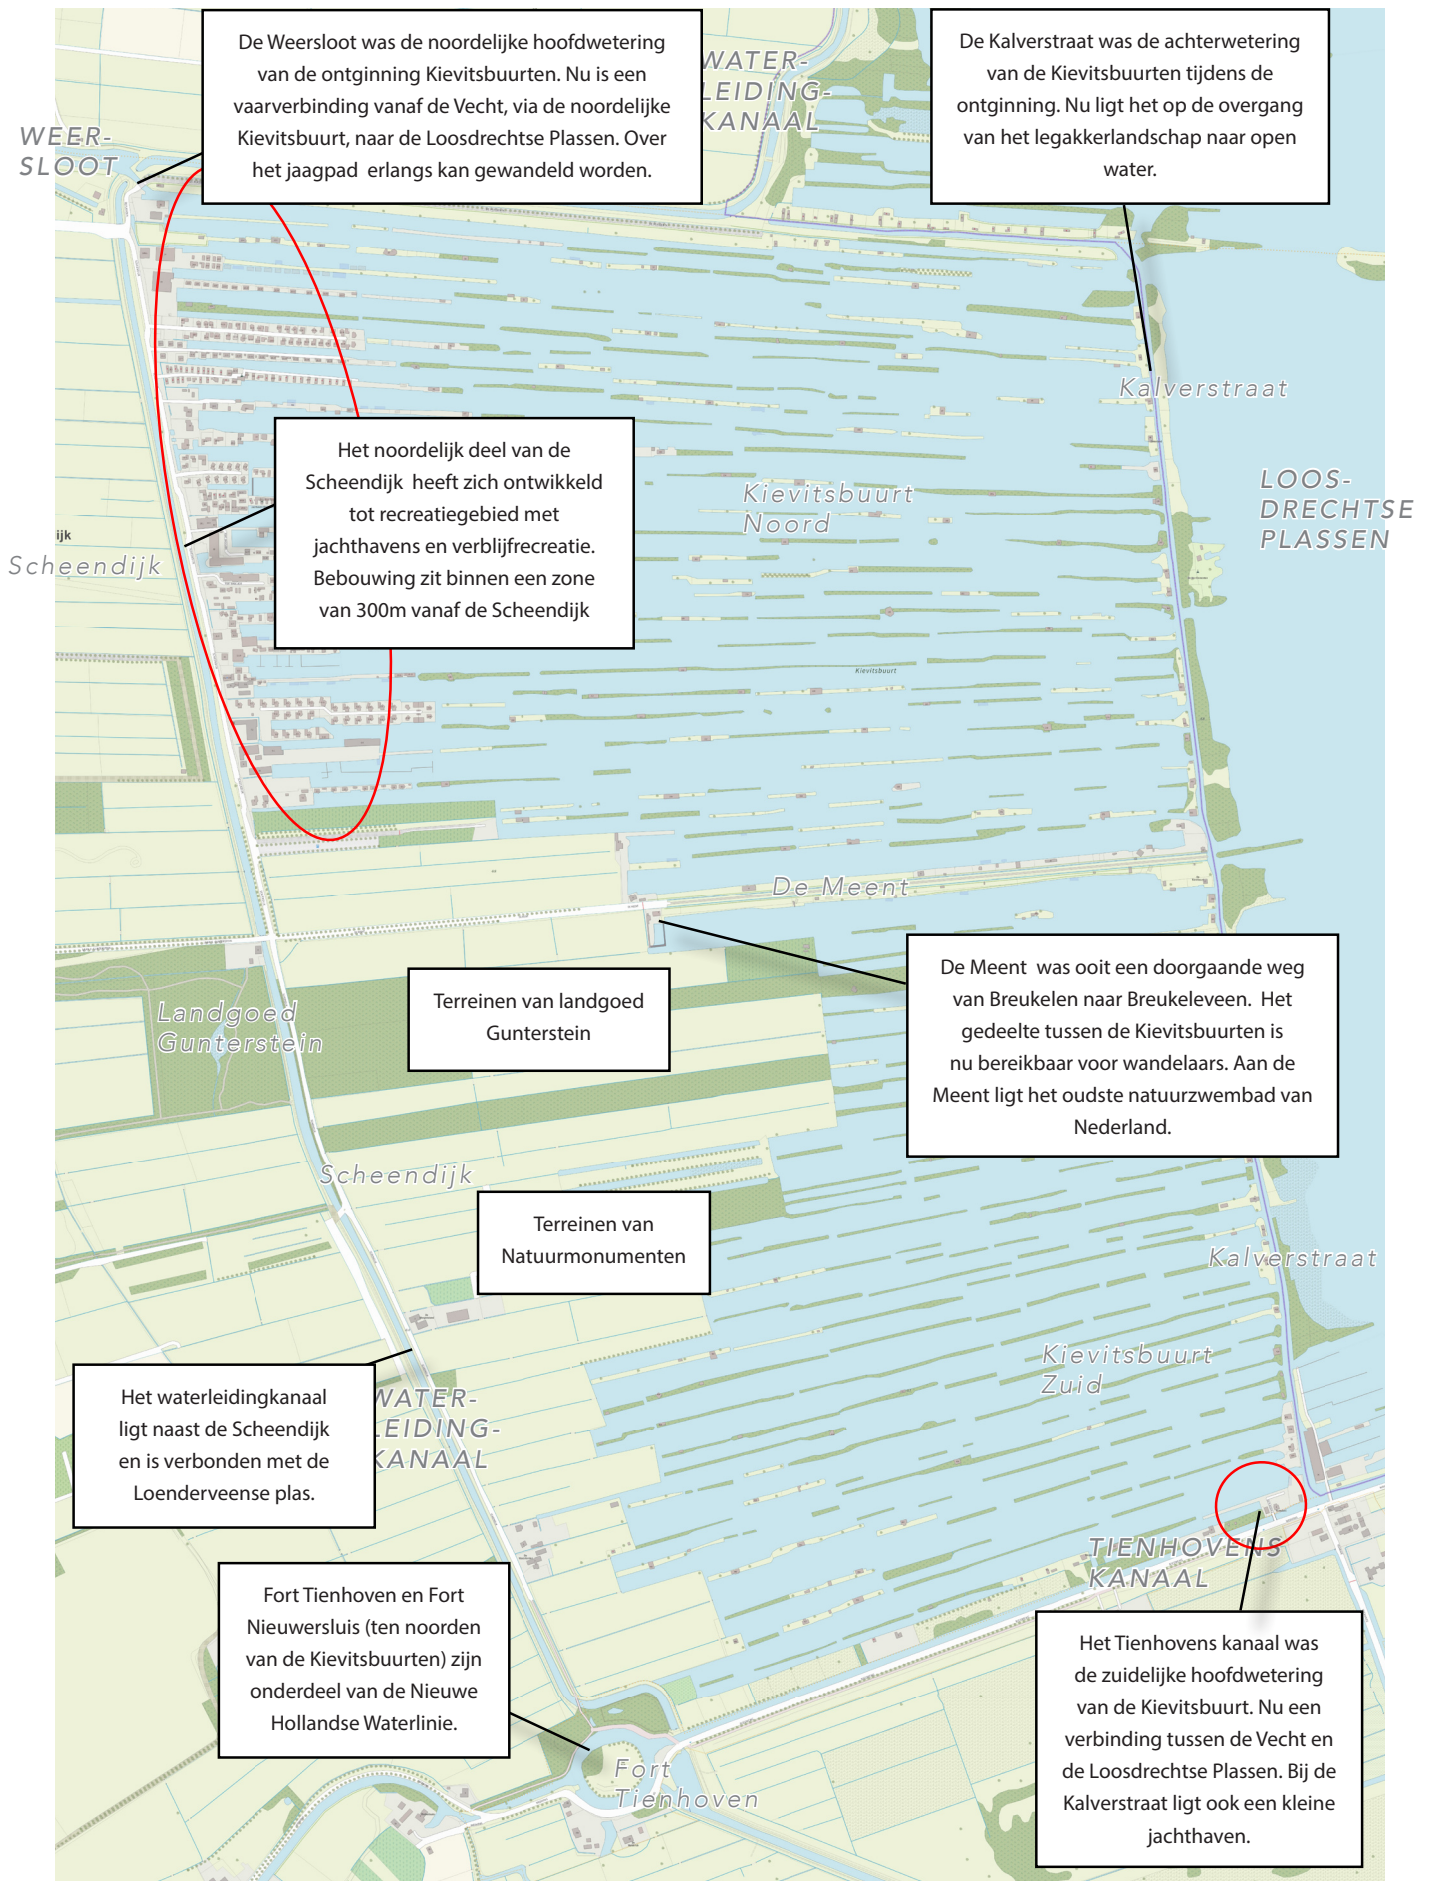 De Weersloot was de noordelijke hoofdwetering
van de ontginning Kievitsbuurten. Nu is een
vaarverbinding vanaf de Vecht, via de noordelijke
Kievitsbuurt, naar de Loosdrechtse Plassen. Over
het jaagpad erlangs kan gewandeld worden.
WATER-
LEIDING-
KANAAL
De Kalverstraat was de achterwetering
van de Kievitsbuurten tijdens de
ontginning. Nu ligt het op de overgang
van het legakkerlandschap naar open
water.
WEER-
SLOOT
Kalverstraat
Het noordelijk deel van de
Scheendijk heeft zich ontwikkeld
tot recreatiegebied met
jachthavens en verblijfrecreatie.
Bebouwing zit binnen een zone
van 300m vanaf de Scheendijk
Kievitsbuurt
Noord
LOOS-
DRECHTSE
PLASSEN
ijk
Scheendijk
Kievitsbuurt
De Meent
De Meent was ooit een doorgaande weg
van Breukelen naar Breukeleveen. Het
gedeelte tussen de Kievitsbuurten is
nu bereikbaar voor wandelaars. Aan de
Meent ligt het oudste natuurzwembad van
Nederland.
Terreinen van landgoed
Gunterstein
Landgoed
Gunterstein
Scheendijk
Terreinen van
Natuurmonumenten
Kalverstraat
Kievitsbuurt
Zuid
Het waterleidingkanaal
ligt naast de Scheendijk
en is verbonden met de
Loenderveense plas.
WATER-
LEIDING-
KANAAL
TIENHOVENS
KANAAL
Fort Tienhoven en Fort
Nieuwersluis (ten noorden
van de Kievitsbuurten) zijn
onderdeel van de Nieuwe
Hollandse Waterlinie.
Het Tienhovens kanaal was
de zuidelijke hoofdwetering
van de Kievitsbuurt. Nu een
verbinding tussen de Vecht en
de Loosdrechtse Plassen. Bij de
Kalverstraat ligt ook een kleine
jachthaven.
Fort
Tienhoven